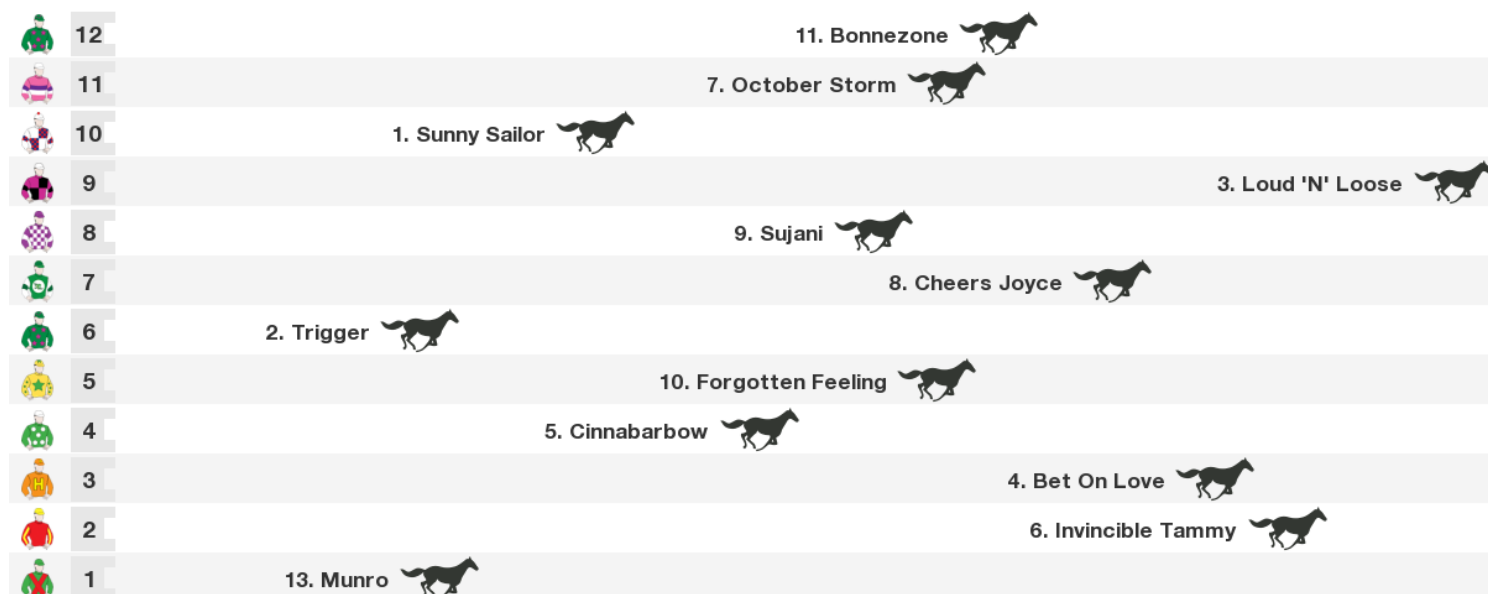 12 11. Bonnezone
11 7. October Storm
10 1. Sunny Sailor
9 3. Loud 'N' Loose
8 9. Sujani
7 8. Cheers Joyce
6 2. Trigger
5 10. Forgotten Feeling
4 5. Cinnabarbow
3 4. Bet On Love
H
2 6. Invincible Tammy
1 13. Munro